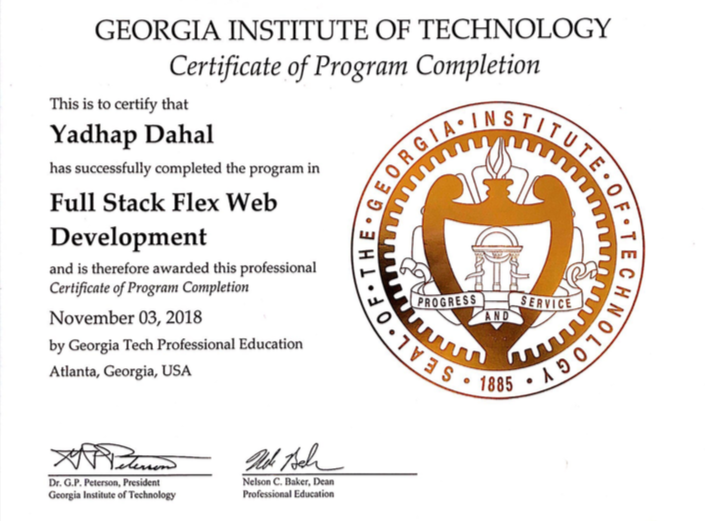 GEORGIA INSTITUTE OF TECHNOLOGY
Certificate of Program Completion
This is to certify that
Yadhap Dahal
has successfully completed the program in
Full Stack Flex Web
Development
and is therefore awarded this professional
Certificate of Program Completion
November 03, 2018
by Georgia Tech Professional Education
Atlanta, Georgia, USA
SEAL·OF·THE·GEORGIA·INSTITUTE·OF·TECHNOLOGY
PROGRESS AND SERVICE
1885
Dr. G.P. Peterson, President
Georgia Institute of Technology
Nelson C. Baker, Dean
Professional Education